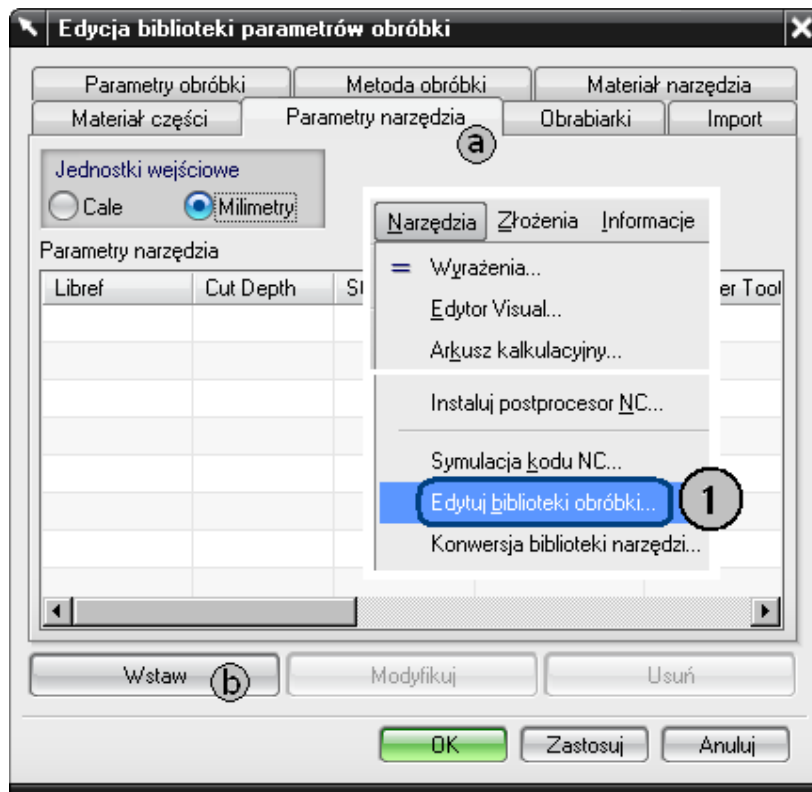 Edycja biblioteki parametrów obróbki
Parametry obróbki Metoda obróbki Materiał narzędzia
Materiał części Parametry narzędzia Obrabiarki Import
a
Jednostki wejściowe
Cale Milimetry
Narzędzia Złożenia Informacje
Parametry narzędzia
= Wyrażenia...
Libref Cut Depth er Tool
Edytor Visual...
Arkusz kalkulacyjny...
Instaluj postprocesor NC...
Symulacja kodu NC...
Edytuj biblioteki obróbki... 1
Konwersja biblioteki narzędzi...
Wstaw b Modyfikuj Usuń
OK Zastosuj Anuluj